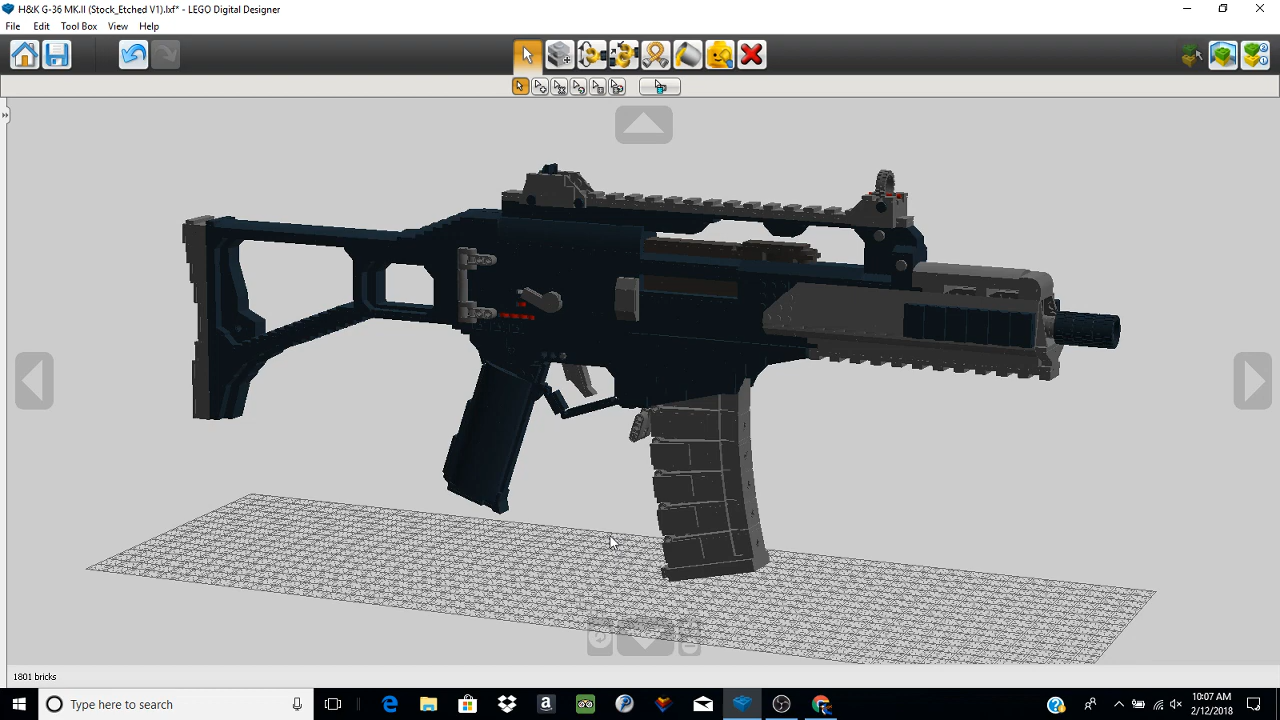 H&K G-36 MK.II (Stock_Etched V1).lxf* - LEGO Digital Designer
File Edit Tool Box View Help
1801 bricks
Type here to search
10:07 AM
2/12/2018